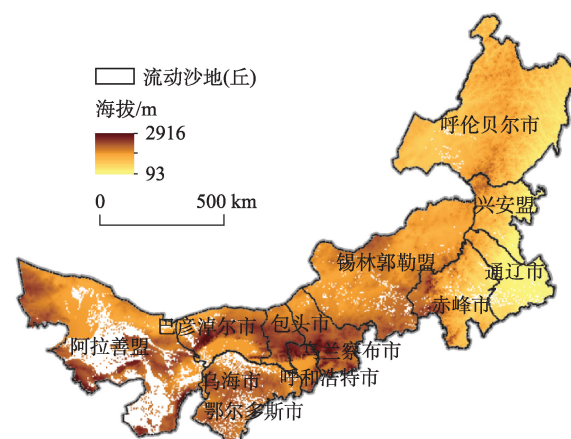 流动沙地(丘)
海拔/m
2916
93
0
500 km
呼伦贝尔市
兴安盟
锡林郭勒盟
通辽市
赤峰市
巴彦淖尔市
包头市
阿拉善盟
乌兰察布市
乌海市
呼和浩特市
鄂尔多斯市